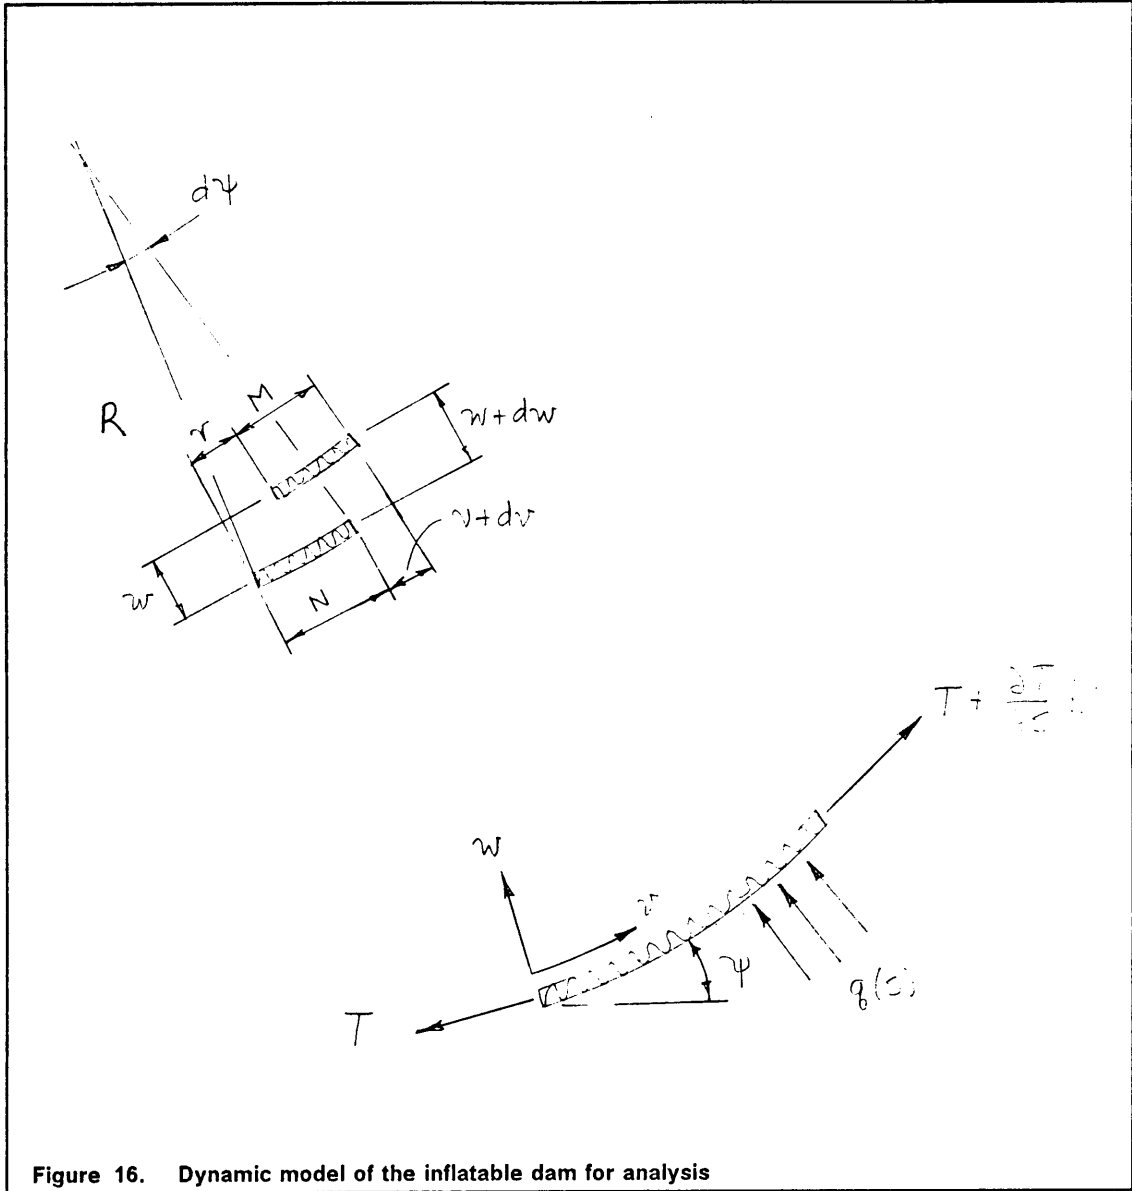 dψ
R
v
M
w + dw
v + dv
w
N
T + ∂T
w
v
ψ
q(s)
T
Figure 16. Dynamic model of the inflatable dam for analysis